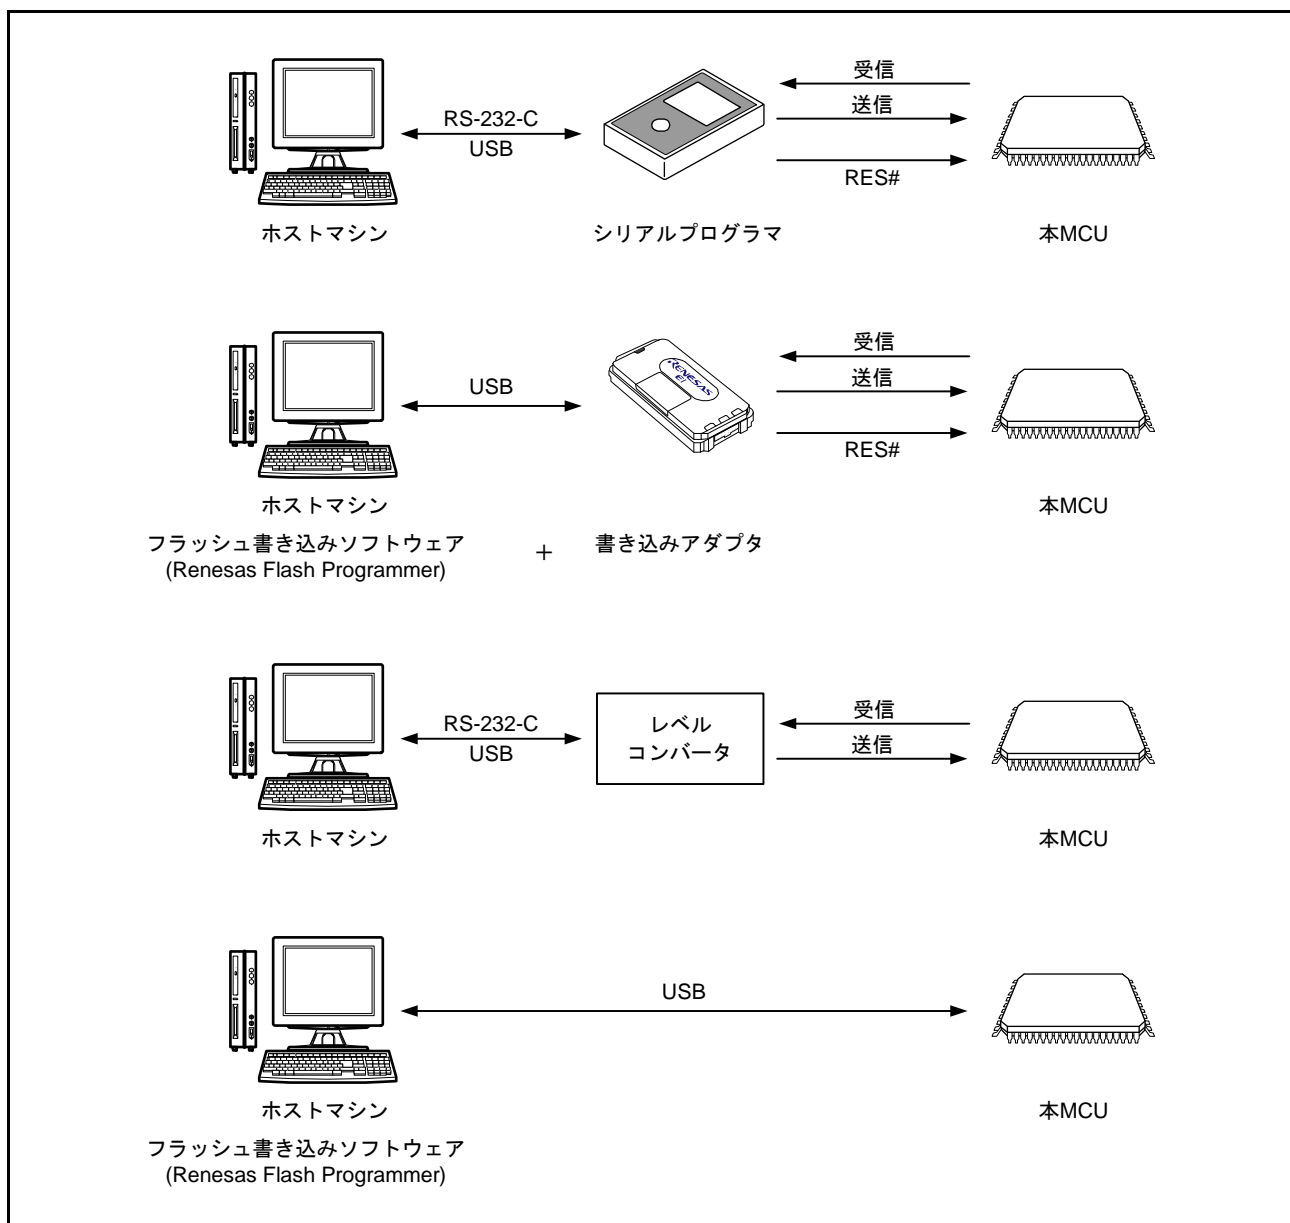 受信
RS-232-C
送信
USB
RES#
ホストマシン
シリアルプログラマ
本MCU
受信
USB
RENESAS
E1
送信
RES#
ホストマシン
本MCU
フラッシュ書き込みソフトウェア
(Renesas Flash Programmer)
+
書き込みアダプタ
RS-232-C
USB
レベル
コンバータ
受信
送信
ホストマシン
本MCU
USB
ホストマシン
本MCU
フラッシュ書き込みソフトウェア
(Renesas Flash Programmer)